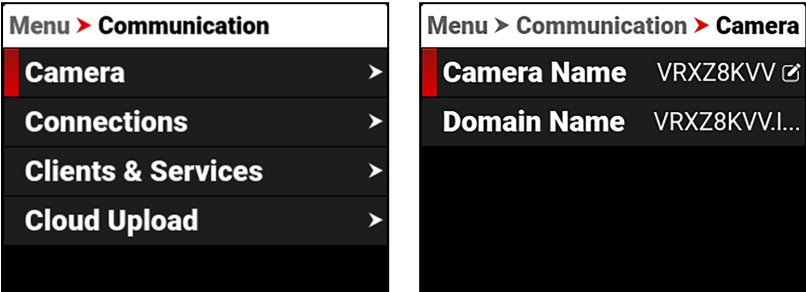 Menu > Communication
Camera
Connections
Clients & Services
Cloud Upload
Menu > Communication > Camera
Camera Name VRXZ8KVV
Domain Name VRXZ8KVV.l...